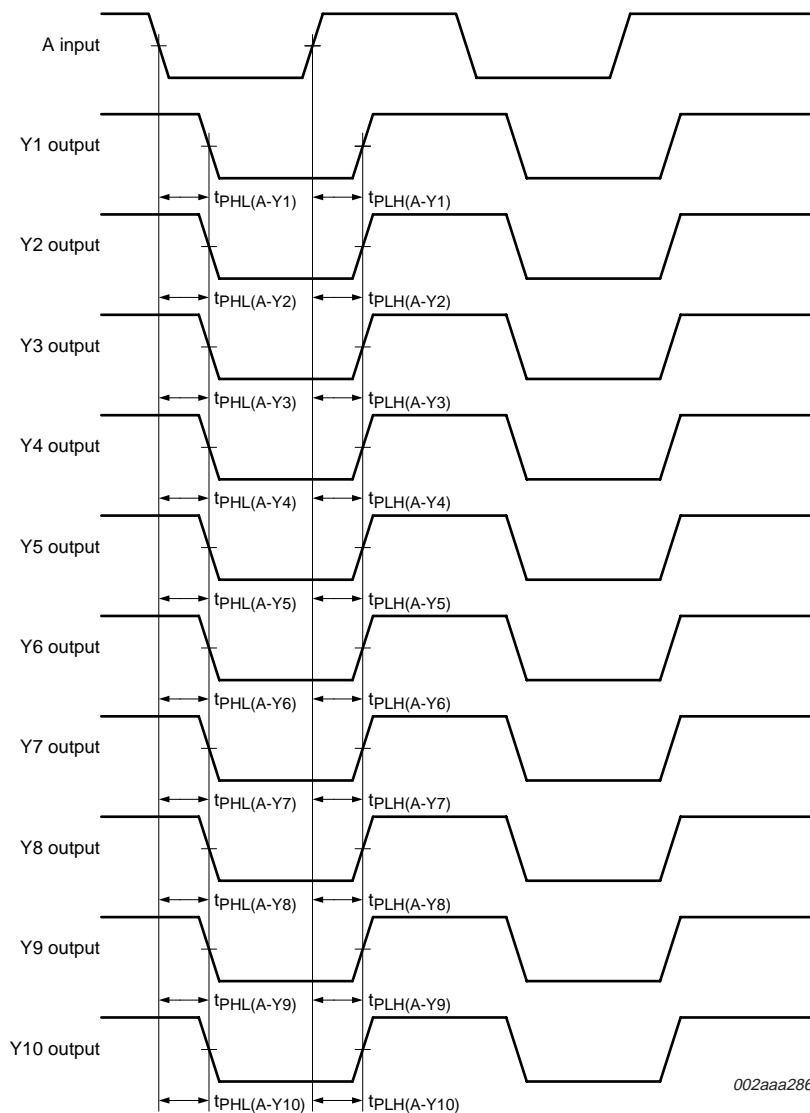 A input
Y1 output
tPHL(A-Y1) tPLH(A-Y1)
Y2 output
tPHL(A-Y2) tPLH(A-Y2)
Y3 output
tPHL(A-Y3) tPLH(A-Y3)
Y4 output
tPHL(A-Y4) tPLH(A-Y4)
Y5 output
tPHL(A-Y5) tPLH(A-Y5)
Y6 output
tPHL(A-Y6) tPLH(A-Y6)
Y7 output
tPHL(A-Y7) tPLH(A-Y7)
Y8 output
tPHL(A-Y8) tPLH(A-Y8)
Y9 output
tPHL(A-Y9) tPLH(A-Y9)
Y10 output
002aaa286
tPHL(A-Y10) tPLH(A-Y10)